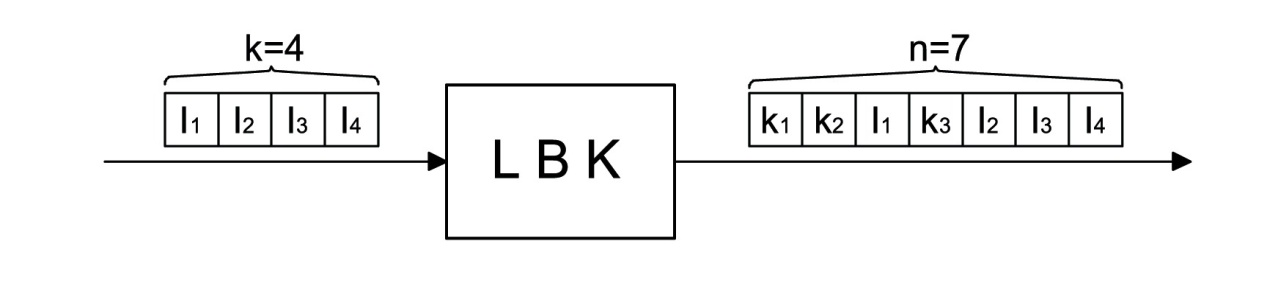 k=4
n=7
I₁ I₂ I₃ I₄
k₁ k₂ I₁ k₃ I₂ I₃ I₄
L B K